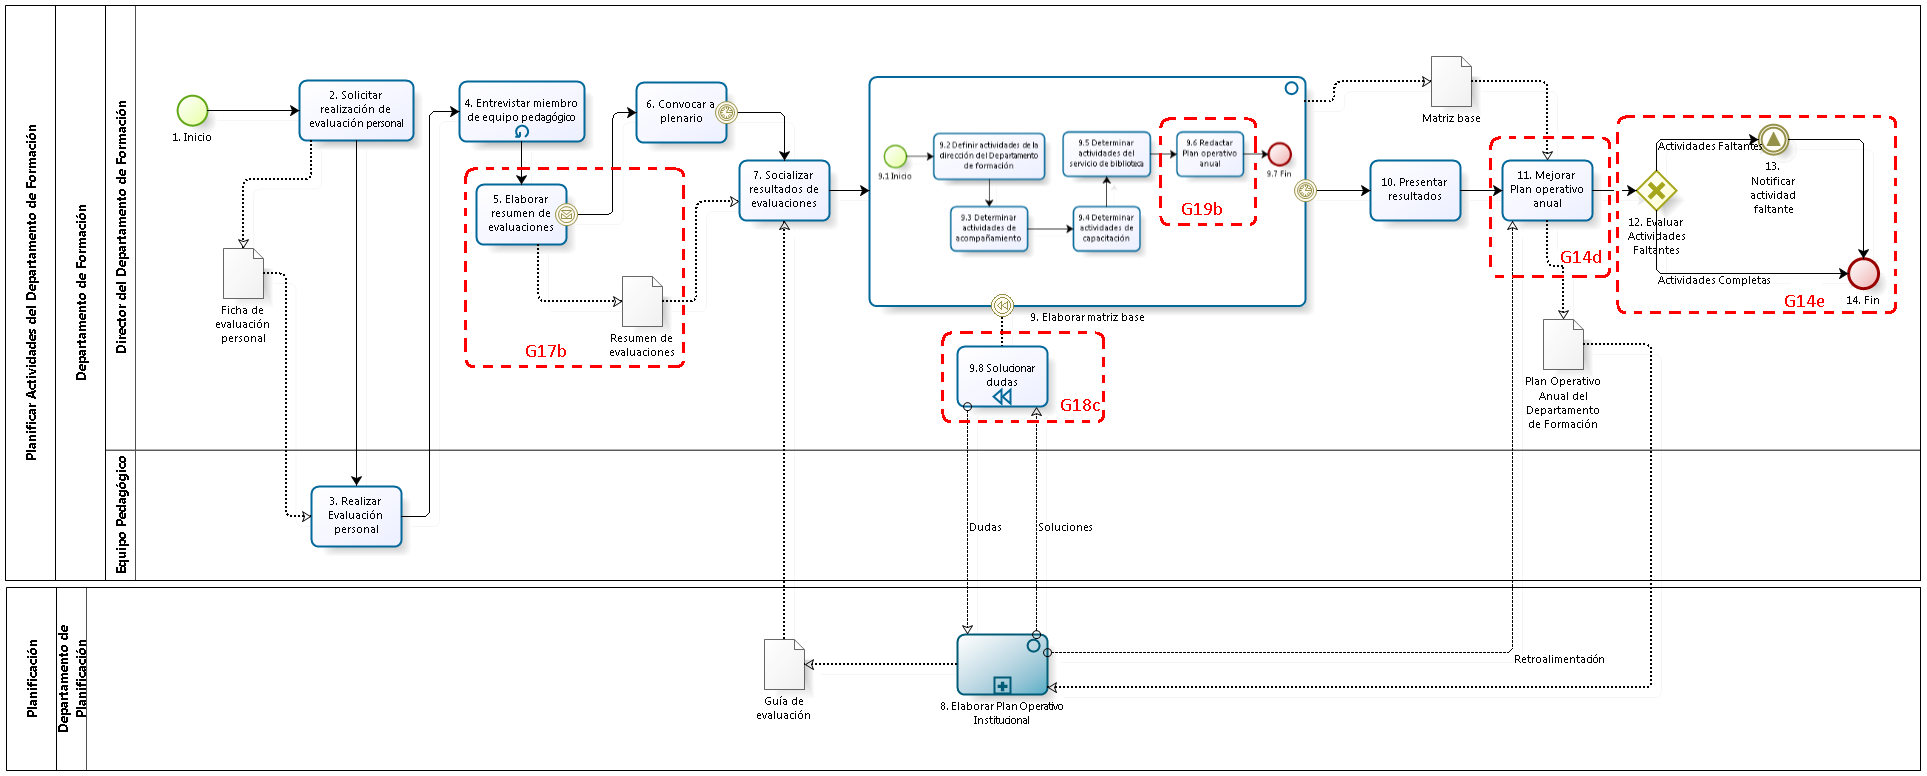 Planificar Actividades del Departamento de Formación
Departamento de Formación
Director del Departamento de Formación
1. Inicio
2. Solicitar
realización de
evaluación personal
Ficha de
evaluación
personal
4. Entrevistar miembro
de equipo pedagógico
5. Elaborar
resumen de
evaluaciones
G17b
Resumen de
evaluaciones
6. Convocar a
plenario
7. Socializar
resultados de
evaluaciones
9.1 Inicio
9.2 Definir actividades de la
dirección del Departamento
de formación
9.3 Determinar
actividades de
acompañamiento
9.4 Determinar
actividades de
capacitación
9.5 Determinar
actividades del
servicio de biblioteca
9.6 Redactar
Plan operativo
anual
G19b
9.7 Fin
9. Elaborar matriz base
9.8 Solucionar
dudas
G18c
Matriz base
10. Presentar
resultados
11. Mejorar
Plan operativo
anual
G14d
Plan Operativo
Anual del
Departamento
de Formación
Actividades Faltantes
12. Evaluar
Actividades
Faltantes
Actividades Completas
13.
Notificar
actividad
faltante
G14e
14. Fin
Equipo Pedagógico
3. Realizar
Evaluación
personal
Dudas
Soluciones
Planificación
Departamento de
Planificación
Guía de
evaluación
8. Elaborar Plan Operativo
Institucional
Retroalimentación